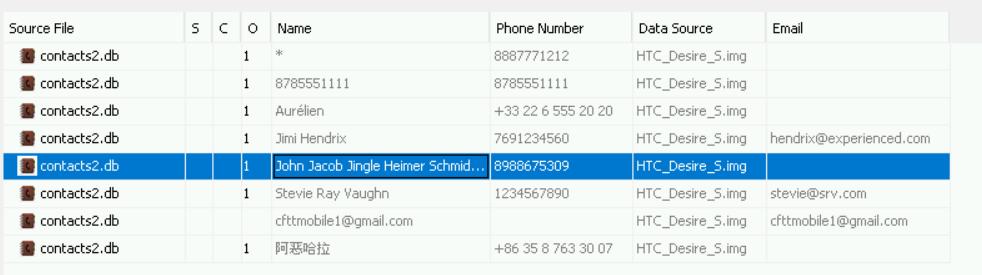 Source File S C O Name Phone Number Data Source Email
contacts2.db 1 * 8887771212 HTC_Desire_S.img
contacts2.db 1 8785551111 8785551111 HTC_Desire_S.img
contacts2.db 1 Aurélien +33 22 6 555 20 20 HTC_Desire_S.img
contacts2.db 1 Jimi Hendrix 7691234560 HTC_Desire_S.img hendrix@experienced.com
contacts2.db 1 John Jacob Jingle Heimer Schmid... 8988675309 HTC_Desire_S.img
contacts2.db 1 Stevie Ray Vaughn 1234567890 HTC_Desire_S.img stevie@srv.com
contacts2.db cfttmobile1@gmail.com HTC_Desire_S.img cfttmobile1@gmail.com
contacts2.db 1 阿恶哈拉 +86 35 8 763 30 07 HTC_Desire_S.img